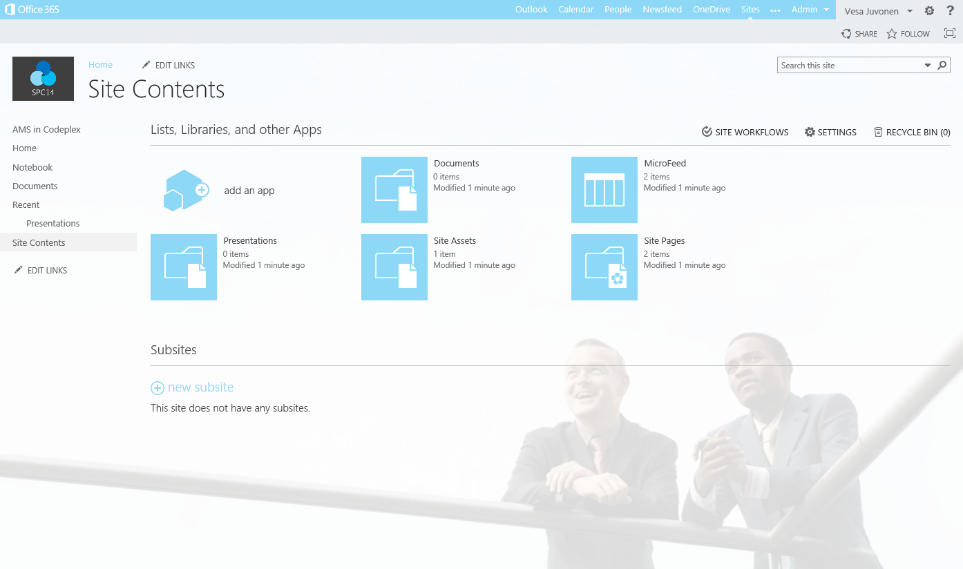 Office 365
Outlook Calendar People Newsfeed OneDrive Sites ••• Admin Vesa Juvonen ?
SHARE FOLLOW
SPC14
Home EDIT LINKS
Search this site
Site Contents
AMS in Codeplex
Home
Notebook
Documents
Recent
Presentations
Site Contents
EDIT LINKS
Lists, Libraries, and other Apps
SITE WORKFLOWS SETTINGS RECYCLE BIN (0)
add an app
Documents
0 items
Modified 1 minute ago
MicroFeed
2 items
Modified 1 minute ago
Presentations
0 items
Modified 1 minute ago
Site Assets
1 item
Modified 1 minute ago
Site Pages
2 items
Modified 1 minute ago
Subsites
new subsite
This site does not have any subsites.